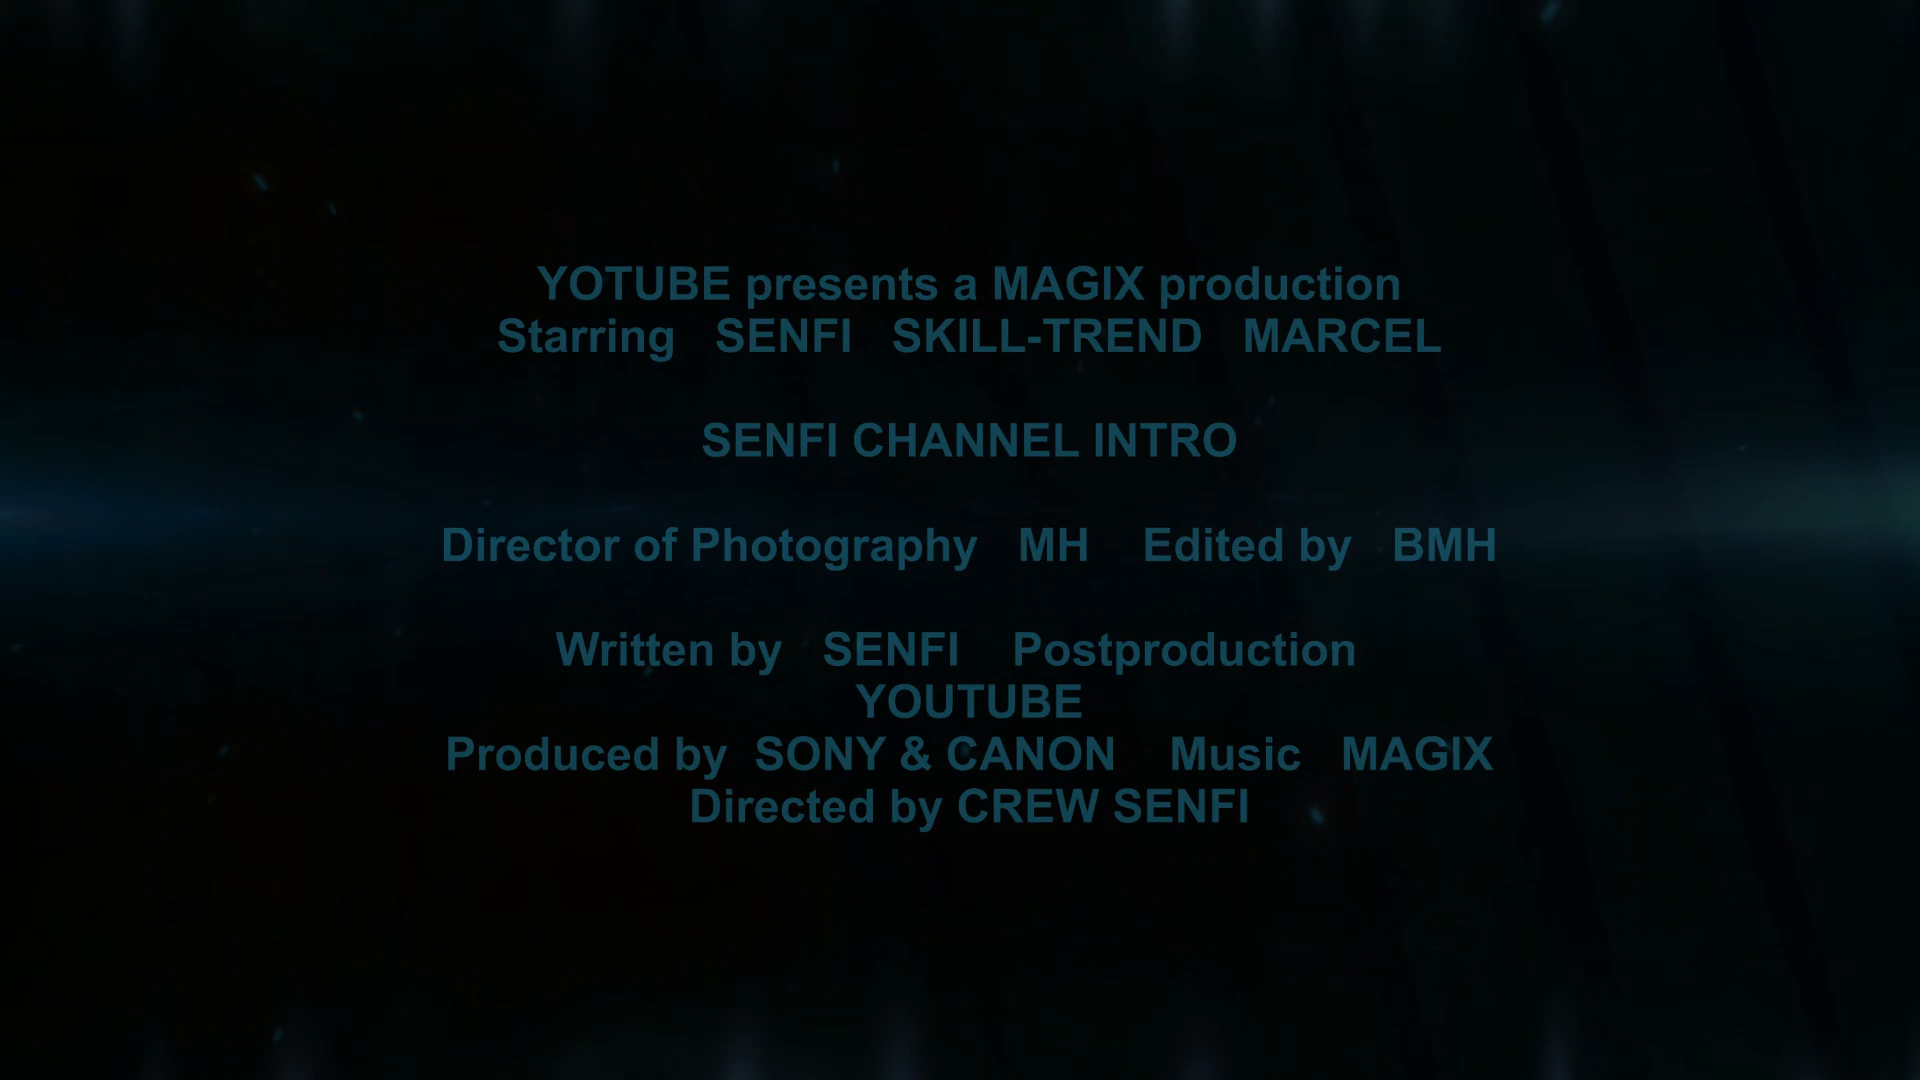 YOTUBE presents a MAGIX production
Starring SENFI SKILL-TREND MARCEL
SENFI CHANNEL INTRO
Director of Photography MH Edited by BMH
Written by SENFI Postproduction
YOUTUBE
Produced by SONY & CANON Music MAGIX
Directed by CREW SENFI